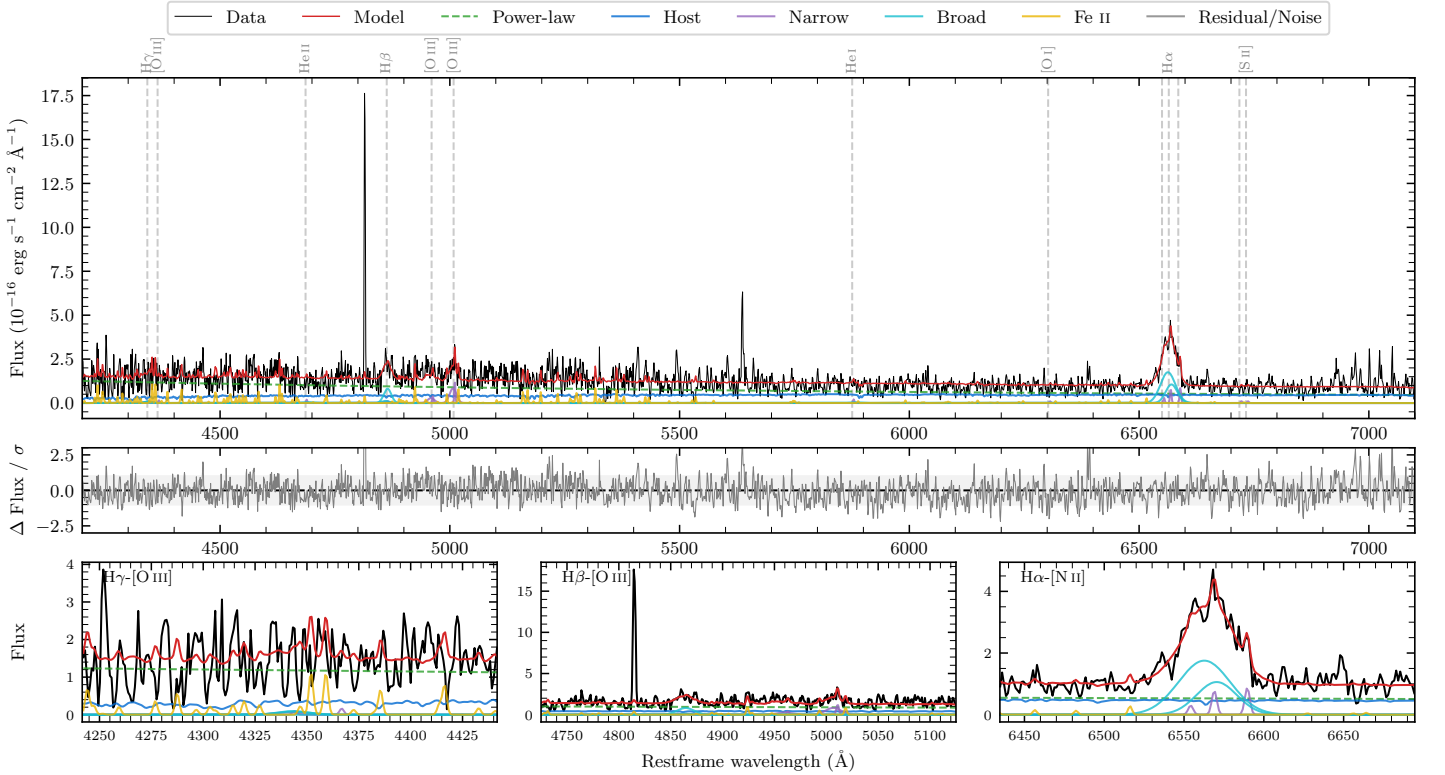 Data Model Power-law Host Narrow Broad Fe II Residual/Noise
Hγ [O III] He II Hβ [O III] [O III] He I [O I] Hα [S II]
Flux (10⁻¹⁶ erg s⁻¹ cm⁻² Å⁻¹)
17.5
15.0
12.5
10.0
7.5
5.0
2.5
0.0
4500 5000 5500 6000 6500 7000
Δ Flux / σ
2.5
0.0
−2.5
4500 5000 5500 6000 6500 7000
Flux
Hγ-[O III]
4
3
2
1
0
4250 4275 4300 4325 4350 4375 4400 4425
Hβ-[O III]
15
10
5
0
4750 4800 4850 4900 4950 5000 5050 5100
Hα-[N II]
4
2
0
6450 6500 6550 6600 6650
Restframe wavelength (Å)